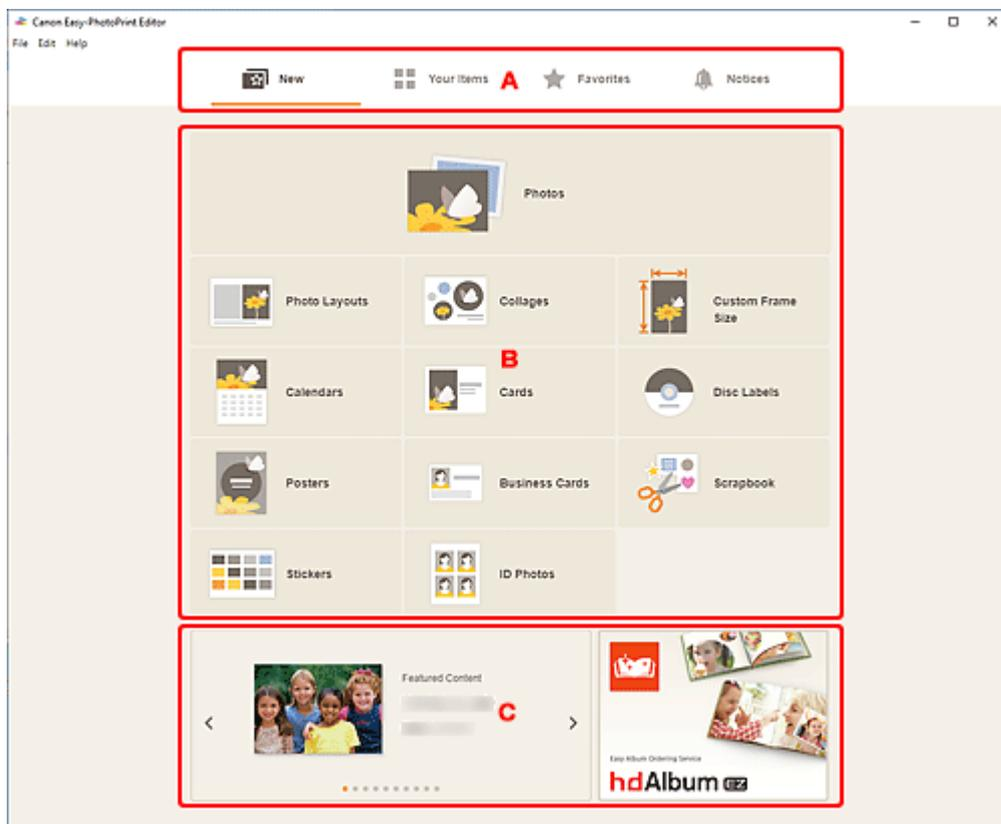 Canon Easy-PhotoPrint Editor
File Edit Help
New Your Items A Favorites Notices
Photos
Photo Layouts Collages Custom Frame
Size
B
Calendars Cards Disc Labels
Posters Business Cards Scrapbook
Stickers ID Photos
Featured Content
C
Easy Album Ordering Service
hdAlbum EZ